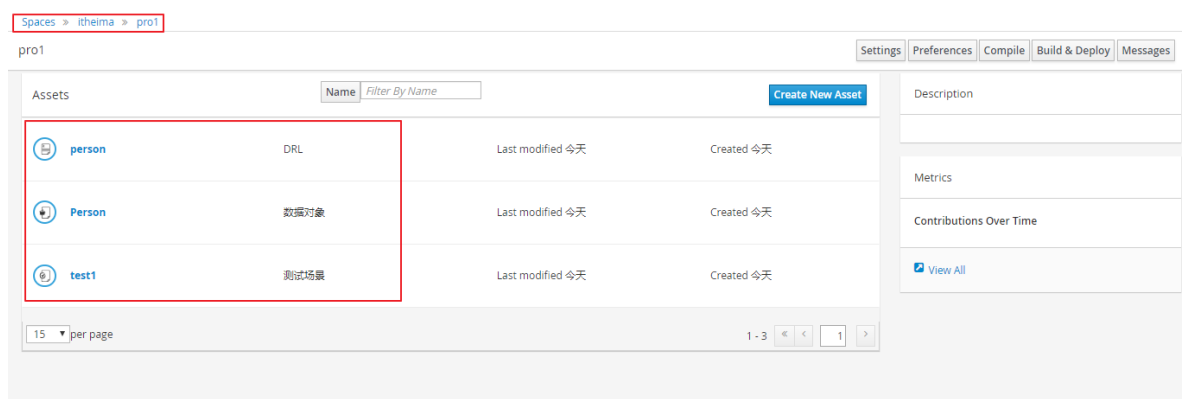 Spaces » itheima » pro1
pro1 Settings Preferences Compile Build & Deploy Messages
Assets Name Filter By Name Create New Asset
person DRL Last modified 今天 Created 今天
Person 数据对象 Last modified 今天 Created 今天
test1 测试场景 Last modified 今天 Created 今天
15 per page 1 - 3 « ‹ 1 ›
Description
Metrics
Contributions Over Time
View All